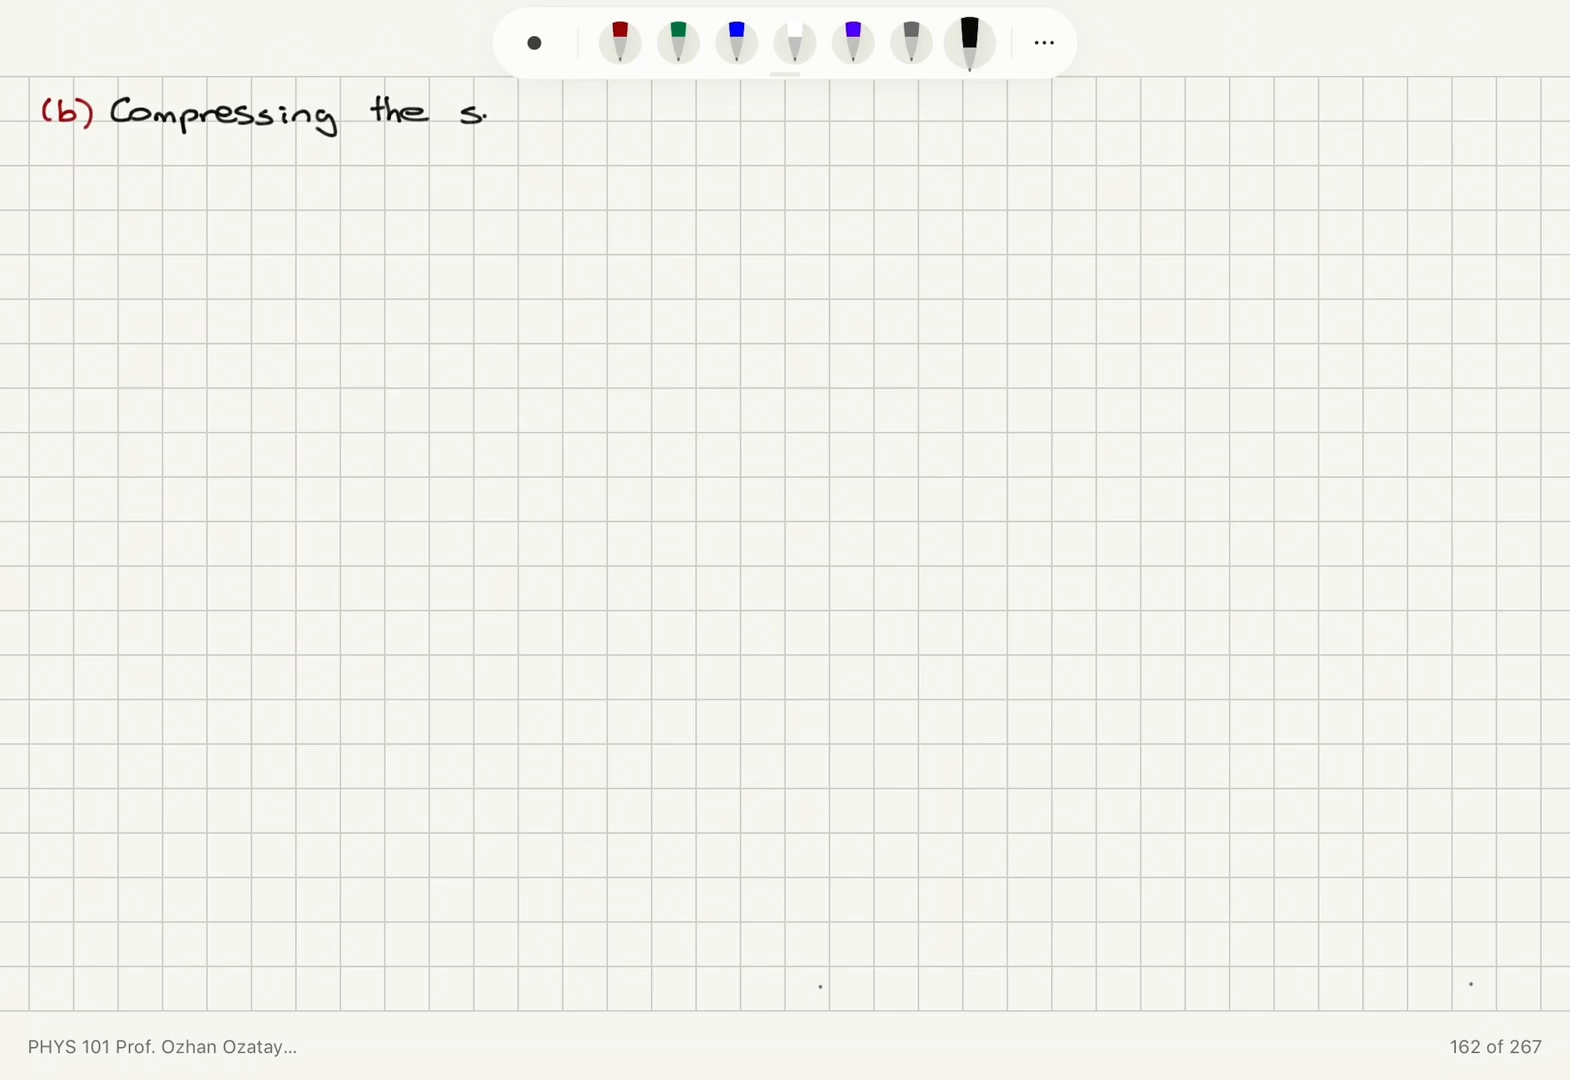 (b) Compressing the s.
PHYS 101 Prof. Ozhan Ozatay...
162 of 267